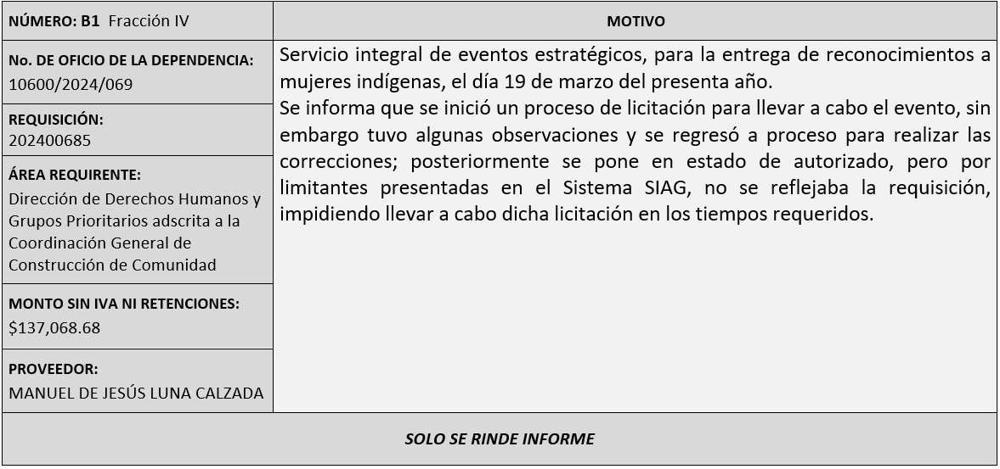 NÚMERO: B1 Fracción IV
MOTIVO
No. DE OFICIO DE LA DEPENDENCIA:
10600/2024/069
REQUISICIÓN:
202400685
ÁREA REQUIRENTE:
Dirección de Derechos Humanos y
Grupos Prioritarios adscrita a la
Coordinación General de
Construcción de Comunidad
MONTO SIN IVA NI RETENCIONES:
$137,068.68
PROVEEDOR:
MANUEL DE JESÚS LUNA CALZADA
Servicio integral de eventos estratégicos, para la entrega de reconocimientos a
mujeres indígenas, el día 19 de marzo del presenta año.
Se informa que se inició un proceso de licitación para llevar a cabo el evento, sin
embargo tuvo algunas observaciones y se regresó a proceso para realizar las
correcciones; posteriormente se pone en estado de autorizado, pero por
limitantes presentadas en el Sistema SIAG, no se reflejaba la requisición,
impidiendo llevar a cabo dicha licitación en los tiempos requeridos.
SOLO SE RINDE INFORME